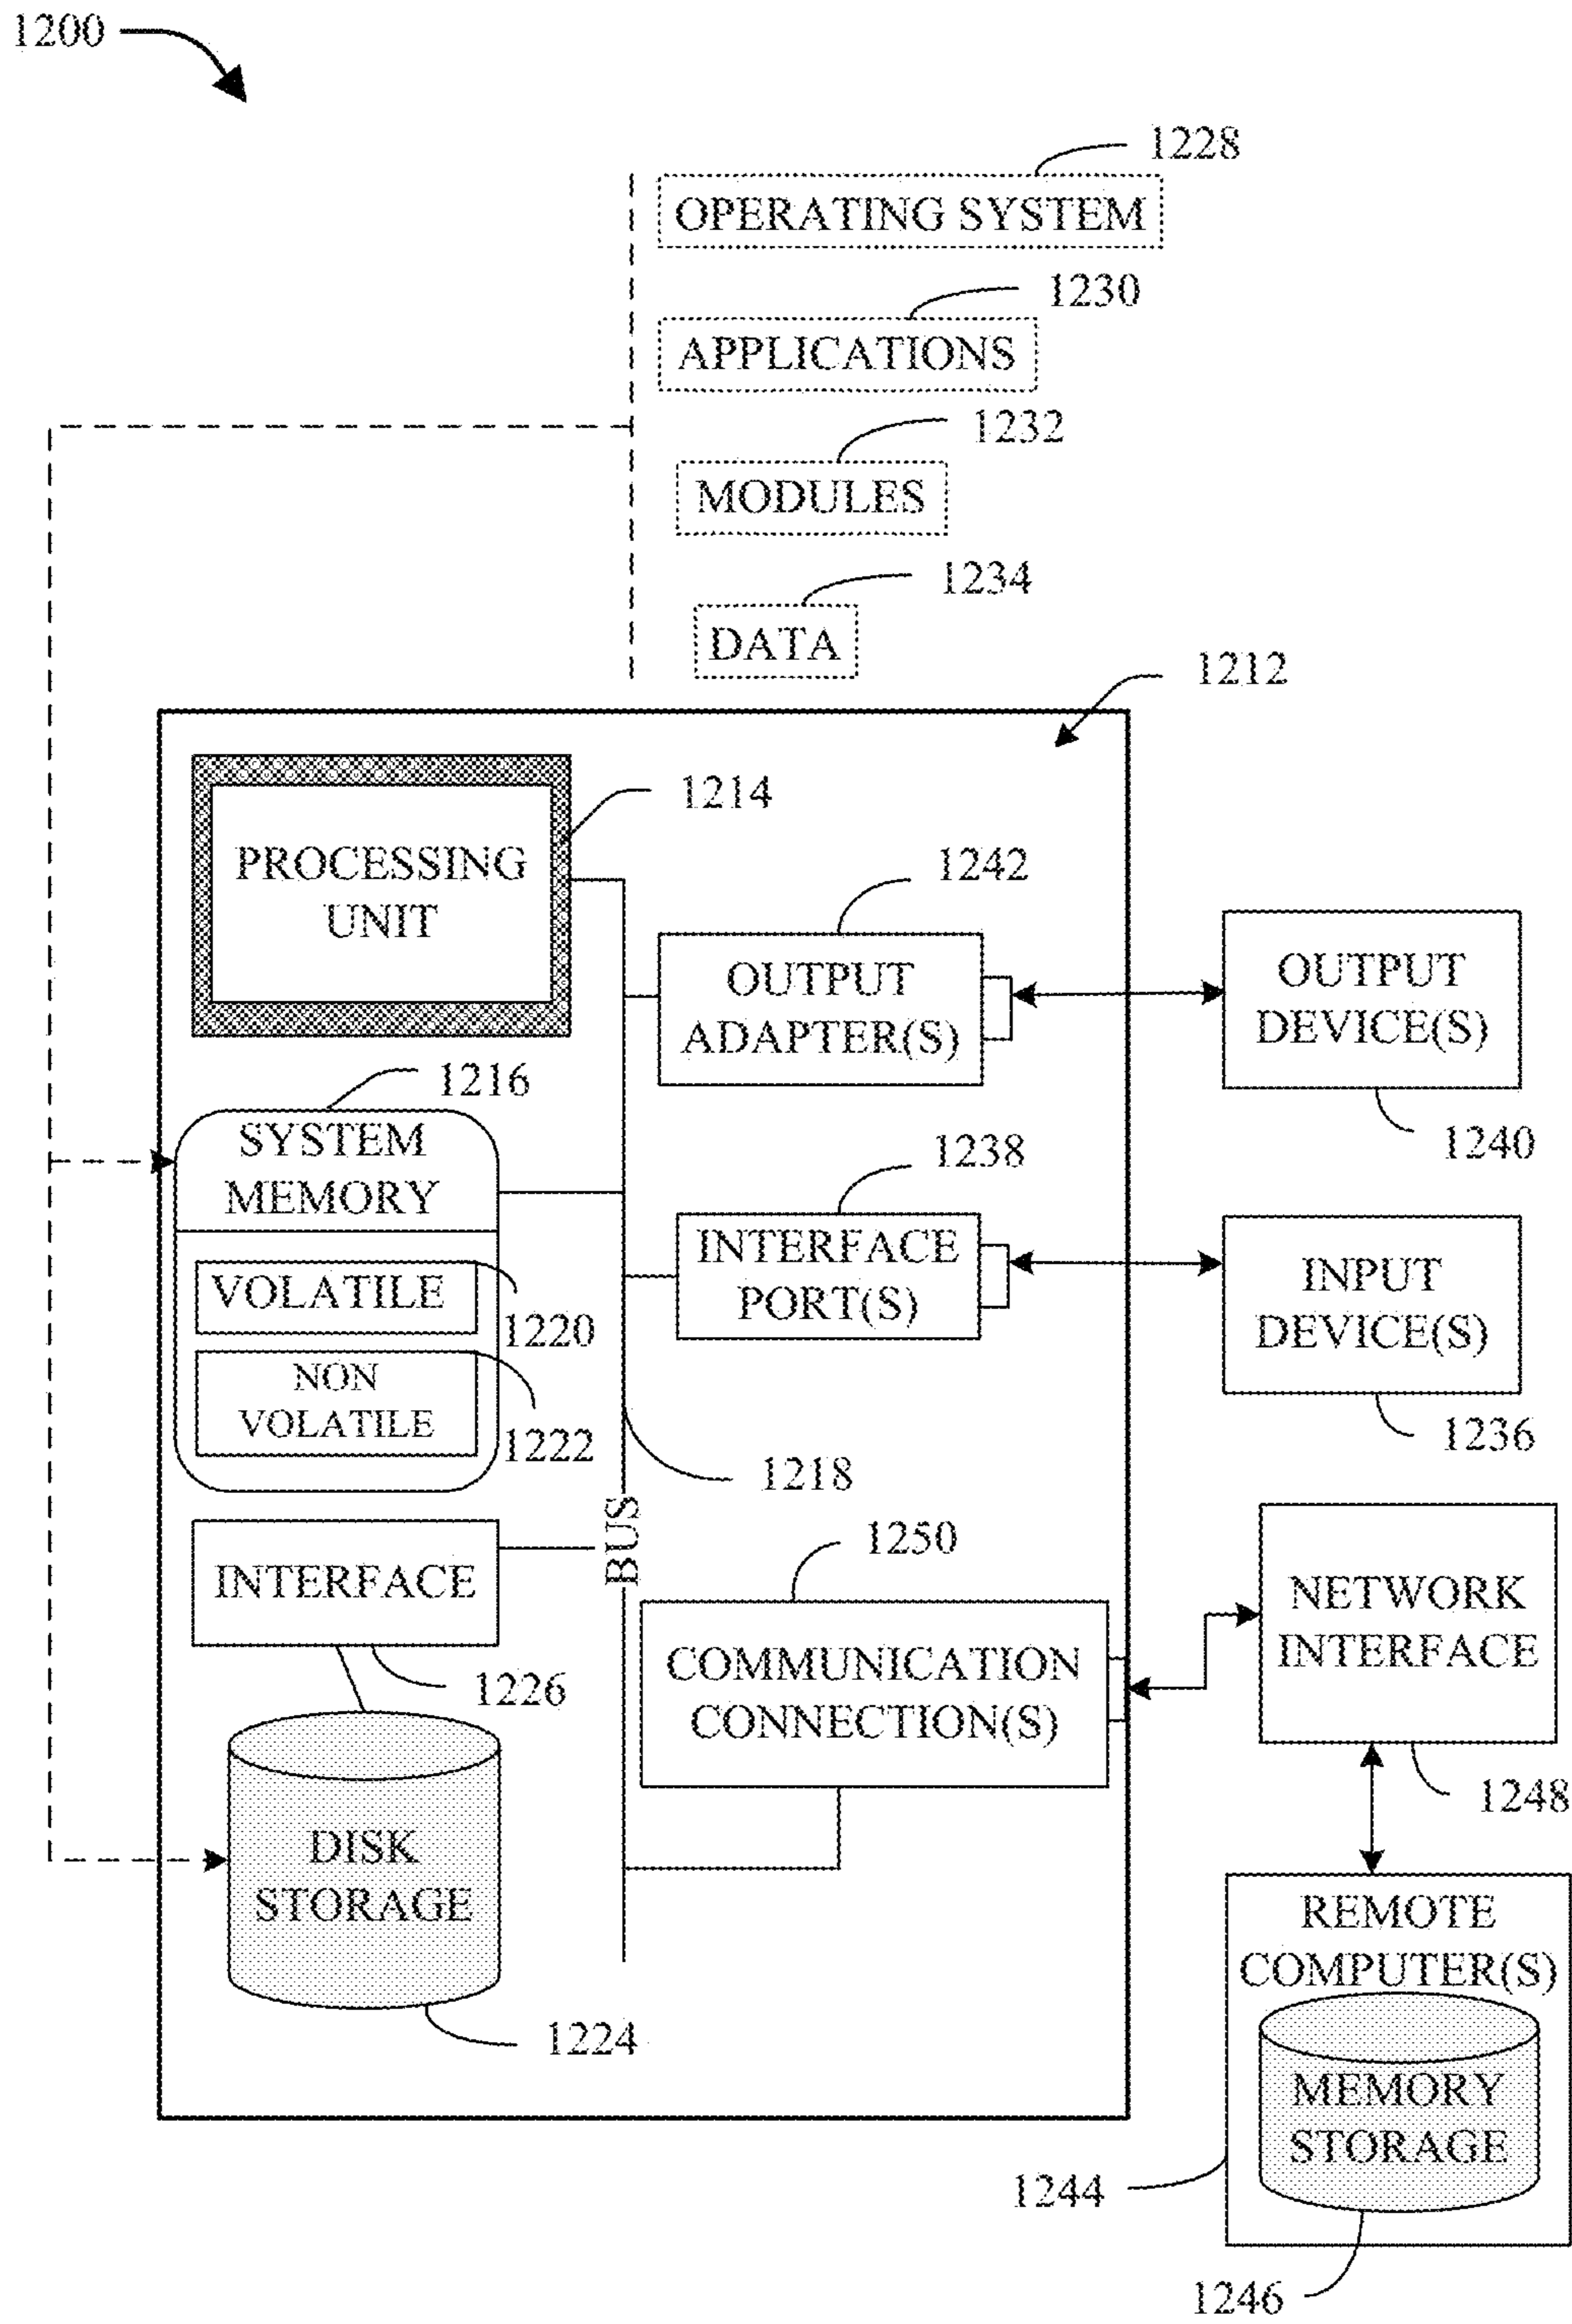 1200
1228
OPERATING SYSTEM
1230
APPLICATIONS
1232
MODULES
1234
DATA
1212
PROCESSING
UNIT
1214
1242
OUTPUT
ADAPTER(S)
OUTPUT
DEVICE(S)
1240
1216
SYSTEM
MEMORY
1238
INTERFACE
PORT(S)
INPUT
DEVICE(S)
1236
VOLATILE
1220
NON
VOLATILE
1222
1218
BUS
INTERFACE
1226
1250
COMMUNICATION
CONNECTION(S)
NETWORK
INTERFACE
1248
DISK
STORAGE
1224
REMOTE
COMPUTER(S)
MEMORY
STORAGE
1244
1246